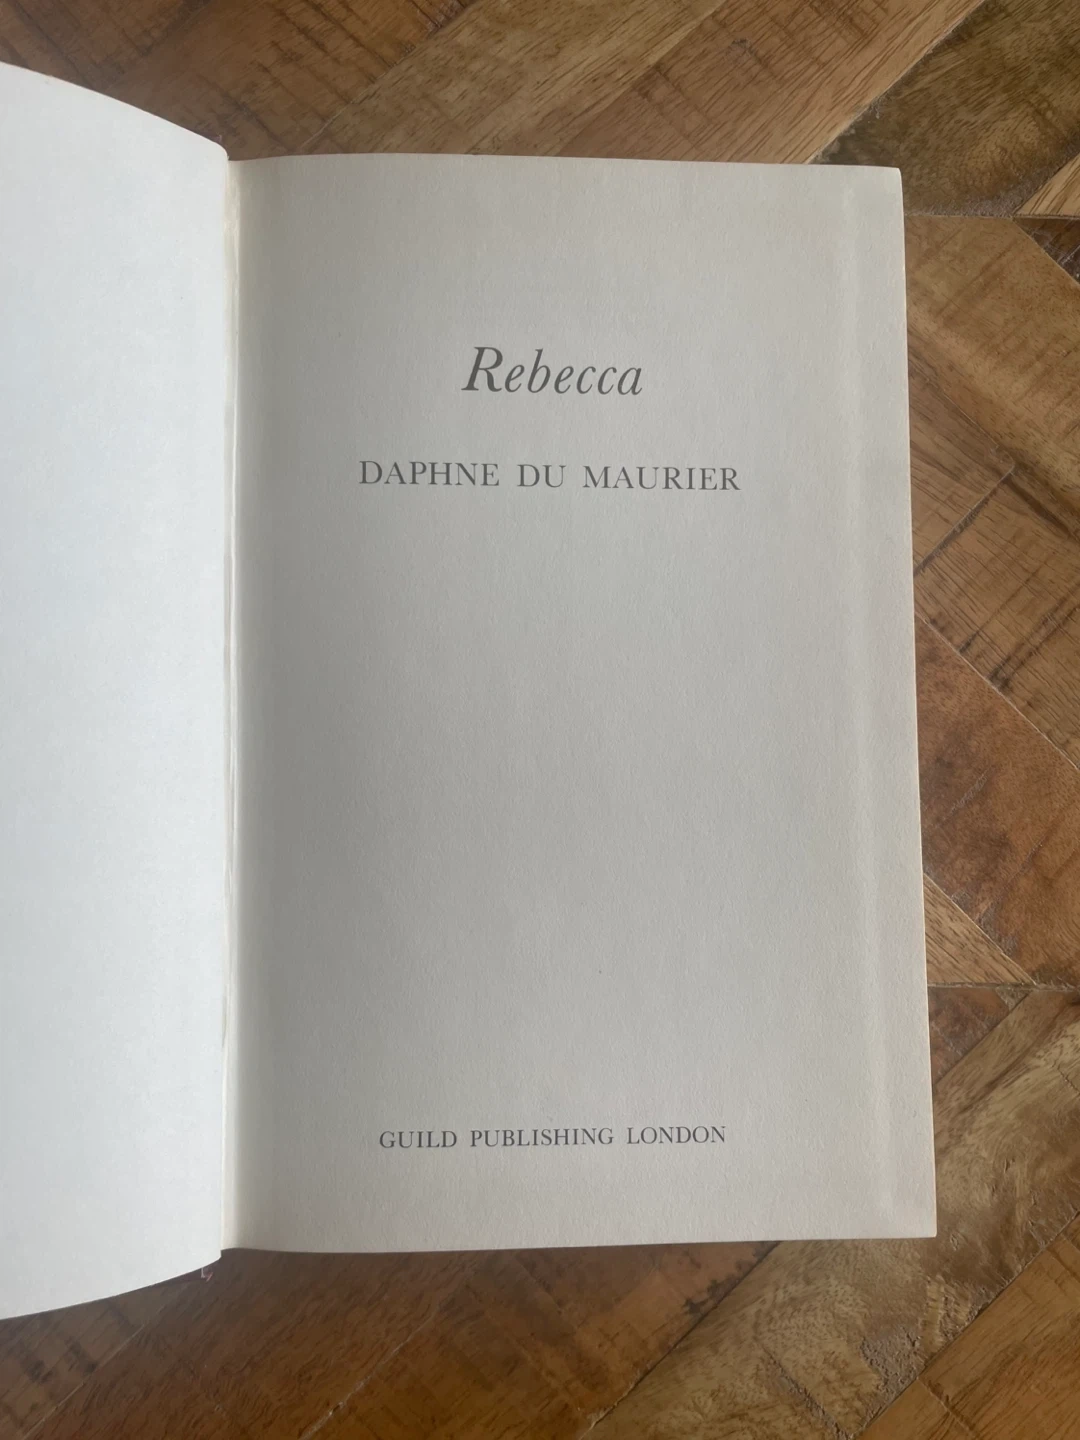 Rebecca
DAPHNE DU MAURIER
GUILD PUBLISHING LONDON